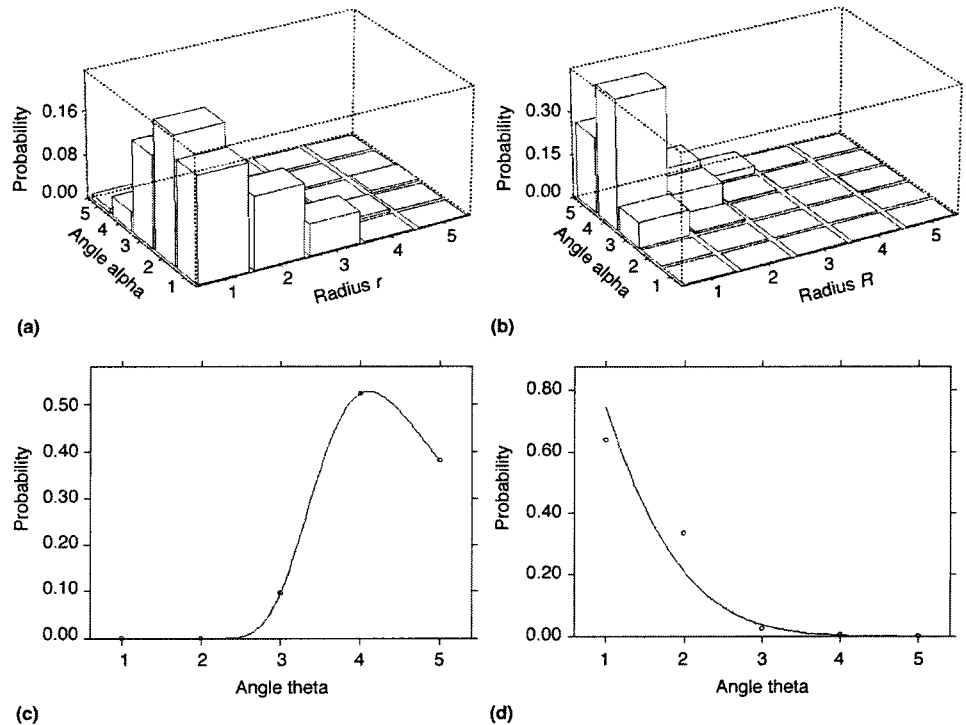 Probability
0.16
0.08
0.00
5
4
3
2
1
Angle alpha
1
2
3
4
5
Radius r
(a)
Probability
0.30
0.15
0.00
5
4
3
2
1
Angle alpha
1
2
3
4
5
Radius R
(b)
Probability
0.50
0.40
0.30
0.20
0.10
0.00
1 2 3 4 5
Angle theta
(c)
Probability
0.80
0.60
0.40
0.20
0.00
1 2 3 4 5
Angle theta
(d)